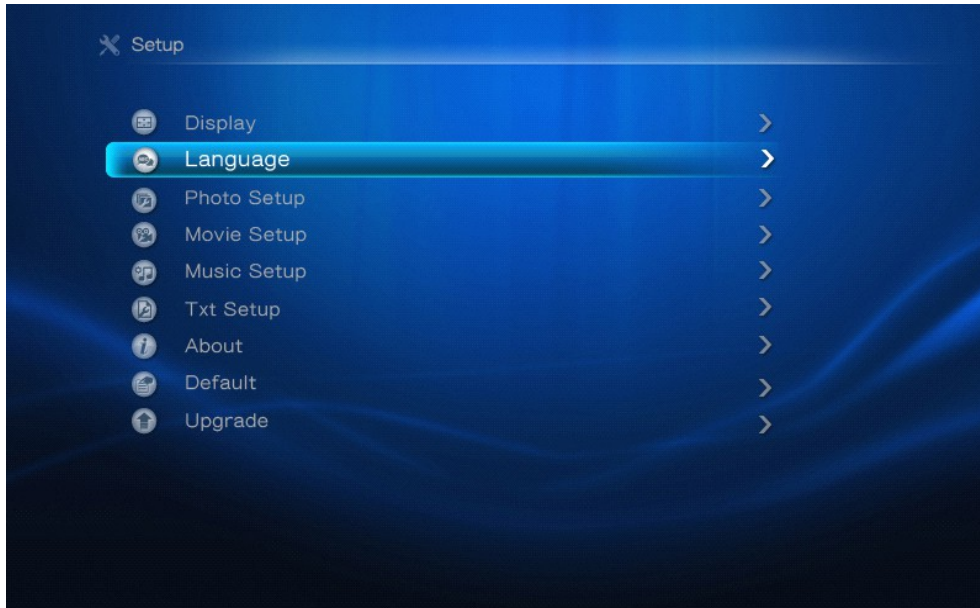 Setup
Display
Language
Photo Setup
Movie Setup
Music Setup
Txt Setup
About
Default
Upgrade